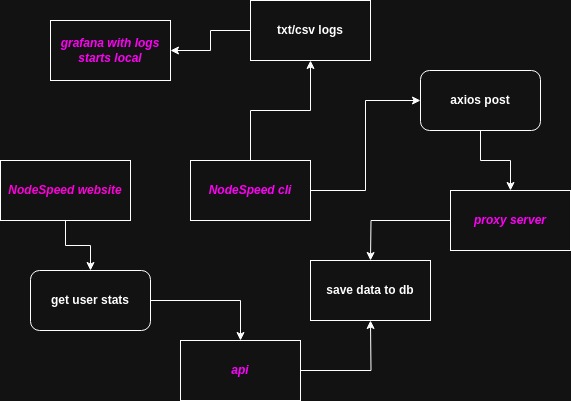 txt/csv logs
grafana with logs
starts local
axios post
NodeSpeed website
NodeSpeed cli
proxy server
get user stats
save data to db
api